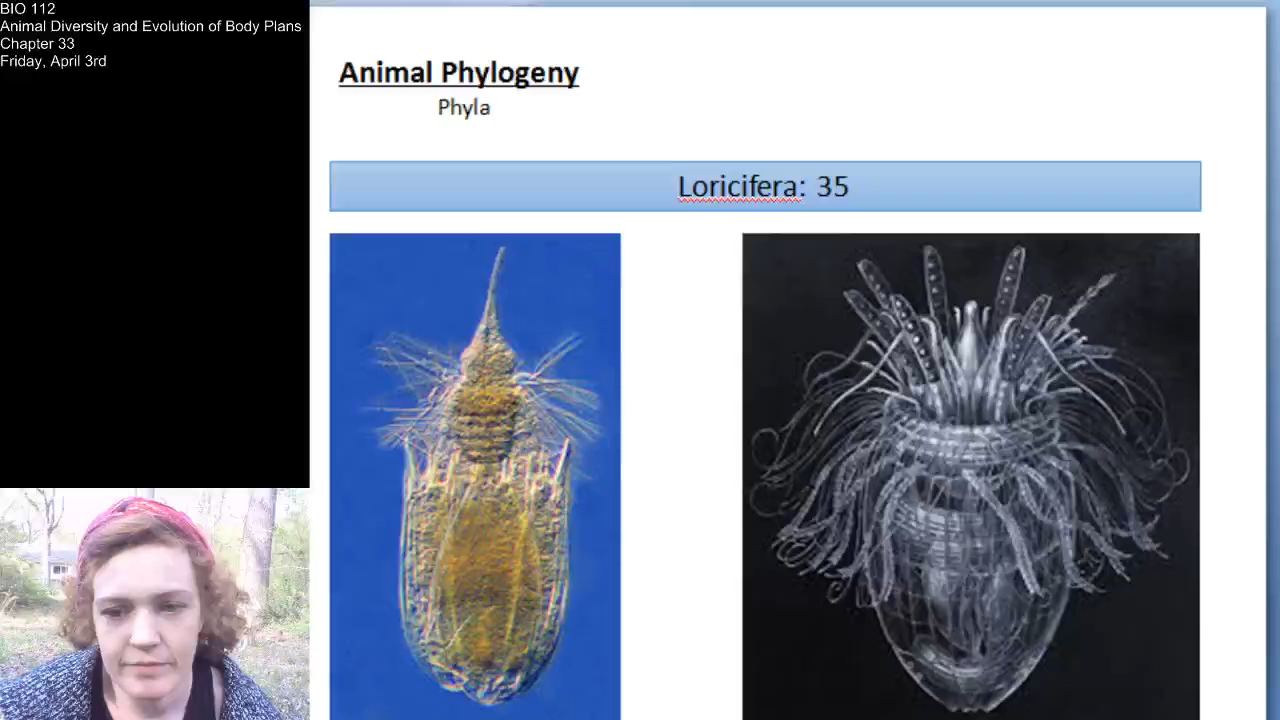 BIO 112
Animal Diversity and Evolution of Body Plans
Chapter 33
Friday, April 3rd
Animal Phylogeny
Phyla
Loricifera: 35